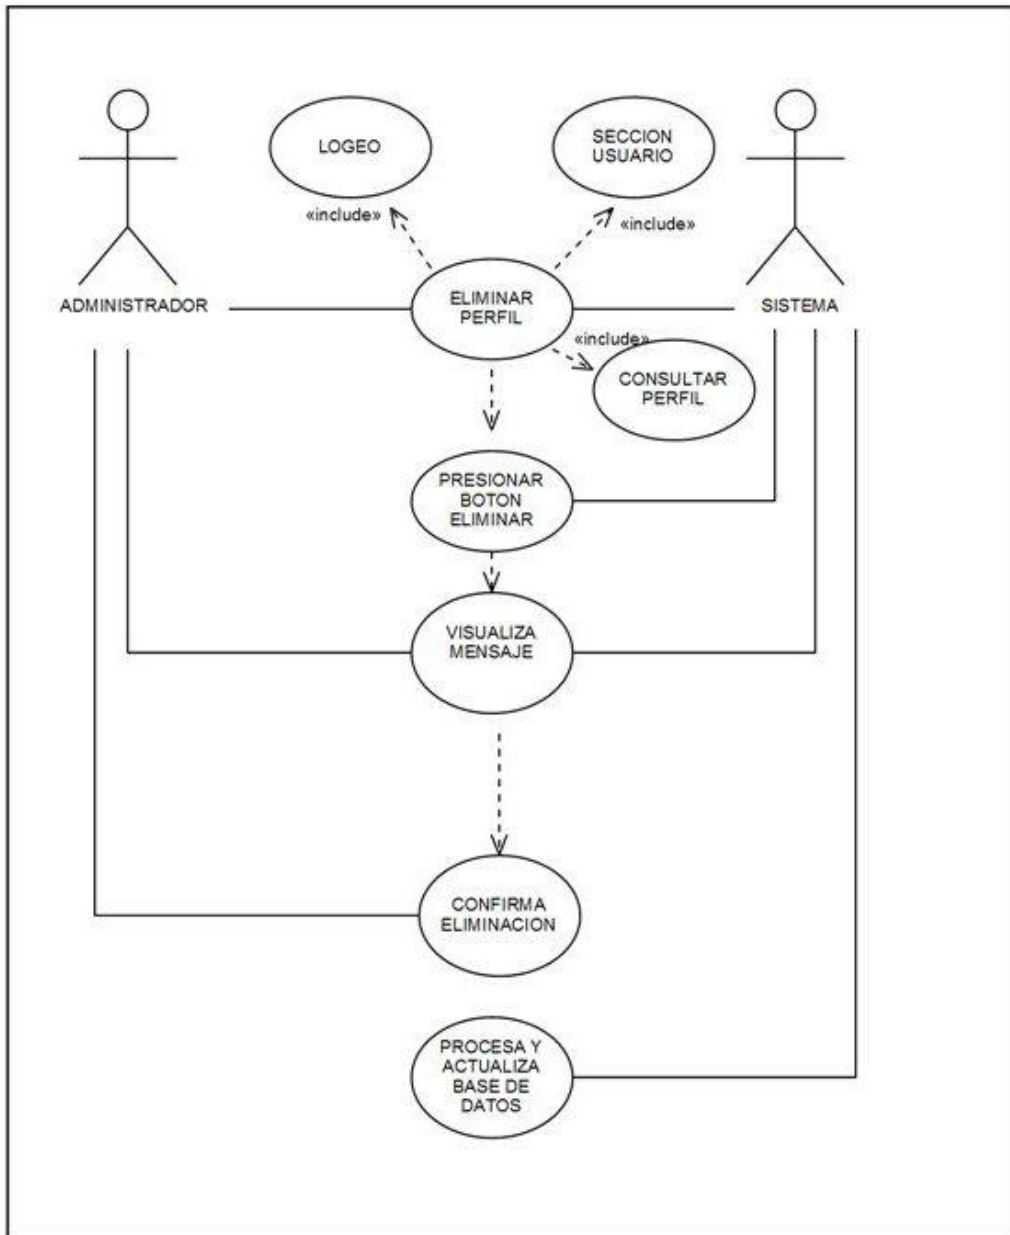 LOGEO
SECCION
USUARIO
«include»
«include»
ADMINISTRADOR
ELIMINAR
PERFIL
SISTEMA
«include»
CONSULTAR
PERFIL
PRESIONAR
BOTON
ELIMINAR
VISUALIZA
MENSAJE
CONFIRMA
ELIMINACION
PROCESA Y
ACTUALIZA
BASE DE
DATOS